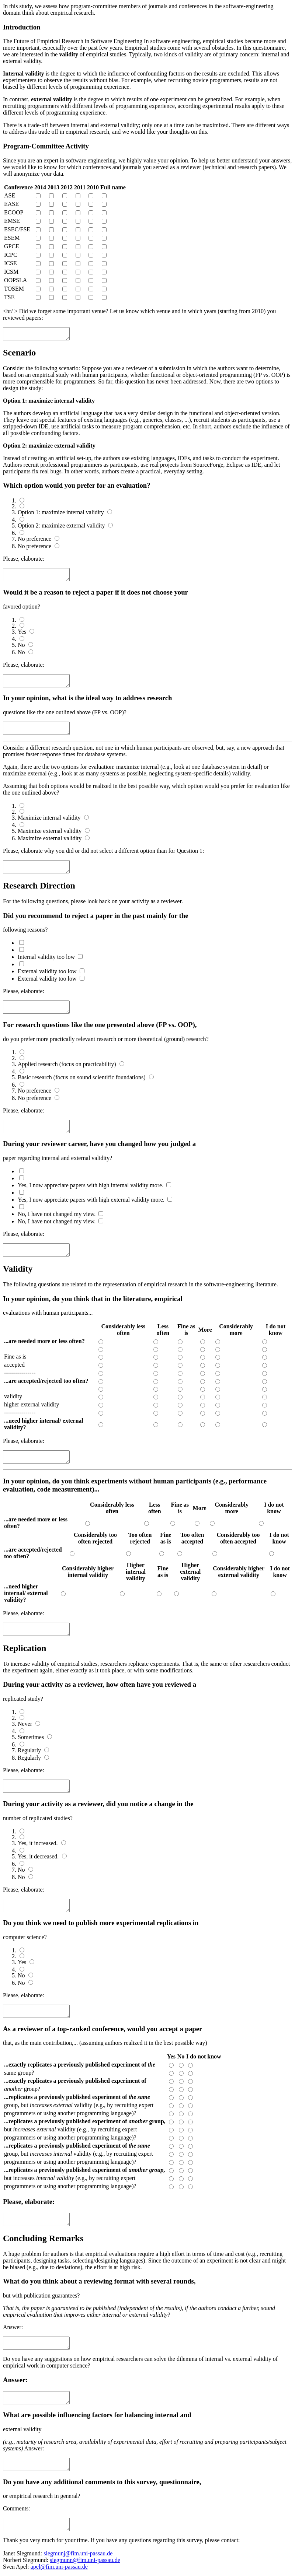 In this study, we assess how program-committee members of journals and conferences in the software-engineering
domain think about empirical research.
Introduction
The Future of Empirical Research in Software Engineering In software engineering, empirical studies became more and
more important, especially over the past few years. Empirical studies come with several obstacles. In this questionnaire,
we are interested in the validity of empirical studies. Typically, two kinds of validity are of primary concern: internal and
external validity.
Internal validity is the degree to which the influence of confounding factors on the results are excluded. This allows
experimenters to observe the results without bias. For example, when recruiting novice programmers, results are not
biased by different levels of programming experience.
In contrast, external validity is the degree to which results of one experiment can be generalized. For example, when
recruiting programmers with different levels of programming experience, according experimental results apply to these
different levels of programming experience.
There is a trade-off between internal and external validity; only one at a time can be maximized. There are different ways
to address this trade off in empirical research, and we would like your thoughts on this.
Program-Committee Activity
Since you are an expert in software engineering, we highly value your opinion. To help us better understand your answers,
we would like to know for which conferences and journals you served as a reviewer (technical and research papers). We
will anonymize your data.
Conference 2014 2013 2012 2011 2010 Full name
ASE
EASE
ECOOP
EMSE
ESEC/FSE
ESEM
GPCE
ICPC
ICSE
ICSM
OOPSLA
TOSEM
TSE
<br/ > Did we forget some important venue? Let us know which venue and in which years (starting from 2010) you
reviewed papers:
Scenario
Consider the following scenario: Suppose you are a reviewer of a submission in which the authors want to determine,
based on an empirical study with human participants, whether functional or object-oriented programming (FP vs. OOP) is
more comprehensible for programmers. So far, this question has not been addressed. Now, there are two options to
design the study:
Option 1: maximize internal validity
The authors develop an artificial language that has a very similar design in the functional and object-oriented version.
They leave out special features of existing languages (e.g., generics, classes, ...), recruit students as participants, use a
stripped-down IDE, use artificial tasks to measure program comprehension, etc. In short, authors exclude the influence of
all possible confounding factors.
Option 2: maximize external validity
Instead of creating an artificial set-up, the authors use existing languages, IDEs, and tasks to conduct the experiment.
Authors recruit professional programmers as participants, use real projects from SourceForge, Eclipse as IDE, and let
participants fix real bugs. In other words, authors create a practical, everyday setting.
Which option would you prefer for an evaluation?
1.
2.
3. Option 1: maximize internal validity
4.
5. Option 2: maximize external validity
6.
7. No preference
8. No preference
Please, elaborate:
Would it be a reason to reject a paper if it does not choose your
favored option?
1.
2.
3. Yes
4.
5. No
6. No
Please, elaborate:
In your opinion, what is the ideal way to address research
questions like the one outlined above (FP vs. OOP)?
Consider a different research question, not one in which human participants are observed, but, say, a new approach that
promises faster response times for database systems.
Again, there are the two options for evaluation: maximize internal (e.g., look at one database system in detail) or
maximize external (e.g., look at as many systems as possible, neglecting system-specific details) validity.
Assuming that both options would be realized in the best possible way, which option would you prefer for evaluation like
the one outlined above?
1.
2.
3. Maximize internal validity
4.
5. Maximize external validity
6. Maximize external validity
Please, elaborate why you did or did not select a different option than for Question 1:
Research Direction
For the following questions, please look back on your activity as a reviewer.
Did you recommend to reject a paper in the past mainly for the
following reasons?
Internal validity too low
External validity too low
External validity too low
Please, elaborate:
For research questions like the one presented above (FP vs. OOP),
do you prefer more practically relevant research or more theoretical (ground) research?
1.
2.
3. Applied research (focus on practicability)
4.
5. Basic research (focus on sound scientific foundations)
6.
7. No preference
8. No preference
Please, elaborate:
During your reviewer career, have you changed how you judged a
paper regarding internal and external validity?
Yes, I now appreciate papers with high internal validity more.
Yes, I now appreciate papers with high external validity more.
No, I have not changed my view.
No, I have not changed my view.
Please, elaborate:
Validity
The following questions are related to the representation of empirical research in the software-engineering literature.
In your opinion, do you think that in the literature, empirical
evaluations with human participants...
Considerably less often Less often Fine as is More Considerably more I do not know
...are needed more or less often?
Fine as is
accepted
----------------
...are accepted/rejected too often?
validity
higher external validity
----------------
...need higher internal/ external validity?
Please, elaborate:
In your opinion, do you think experiments without human participants (e.g., performance
evaluation, code measurement)...
Considerably less often Less often Fine as is More Considerably more I do not know
...are needed more or less often?
Considerably too often rejected Too often rejected Fine as is Too often accepted Considerably too often accepted I do not know
...are accepted/rejected too often?
Considerably higher internal validity Higher internal validity Fine as is Higher external validity Considerably higher external validity I do not know
...need higher internal/ external validity?
Please, elaborate:
Replication
To increase validity of empirical studies, researchers replicate experiments. That is, the same or other researchers conduct
the experiment again, either exactly as it took place, or with some modifications.
During your activity as a reviewer, how often have you reviewed a
replicated study?
1.
2.
3. Never
4.
5. Sometimes
6.
7. Regularly
8. Regularly
Please, elaborate:
During your activity as a reviewer, did you notice a change in the
number of replicated studies?
1.
2.
3. Yes, it increased.
4.
5. Yes, it decreased.
6.
7. No
8. No
Please, elaborate:
Do you think we need to publish more experimental replications in
computer science?
1.
2.
3. Yes
4.
5. No
6. No
Please, elaborate:
As a reviewer of a top-ranked conference, would you accept a paper
that, as the main contribution,... (assuming authors realized it in the best possible way)
Yes No I do not know
...exactly replicates a previously published experiment of the
same group?
...exactly replicates a previously published experiment of
another group?
...replicates a previously published experiment of the same
group, but increases external validity (e.g., by recruiting expert
programmers or using another programming language)?
...replicates a previously published experiment of another group,
but increases external validity (e.g., by recruiting expert
programmers or using another programming language)?
...replicates a previously published experiment of the same
group, but increases internal validity (e.g., by recruiting expert
programmers or using another programming language)?
...replicates a previously published experiment of another group,
but increases internal validity (e.g., by recruiting expert
programmers or using another programming language)?
Please, elaborate:
Concluding Remarks
A huge problem for authors is that empirical evaluations require a high effort in terms of time and cost (e.g., recruiting
participants, designing tasks, selecting/designing languages). Since the outcome of an experiment is not clear and might
be biased (e.g., due to deviations), the effort is at high risk.
What do you think about a reviewing format with several rounds,
but with publication guarantees?
That is, the paper is guaranteed to be published (independent of the results), if the authors conduct a further, sound
empirical evaluation that improves either internal or external validity?
Answer:
Do you have any suggestions on how empirical researchers can solve the dilemma of internal vs. external validity of
empirical work in computer science?
Answer:
What are possible influencing factors for balancing internal and
external validity
(e.g., maturity of research area, availability of experimental data, effort of recruiting and preparing participants/subject
systems) Answer:
Do you have any additional comments to this survey, questionnaire,
or empirical research in general?
Comments:
Thank you very much for your time. If you have any questions regarding this survey, please contact:
Janet Siegmund: siegmunj@fim.uni-passau.de
Norbert Siegmund: siegmunn@fim.uni-passau.de
Sven Apel: apel@fim.uni-passau.de